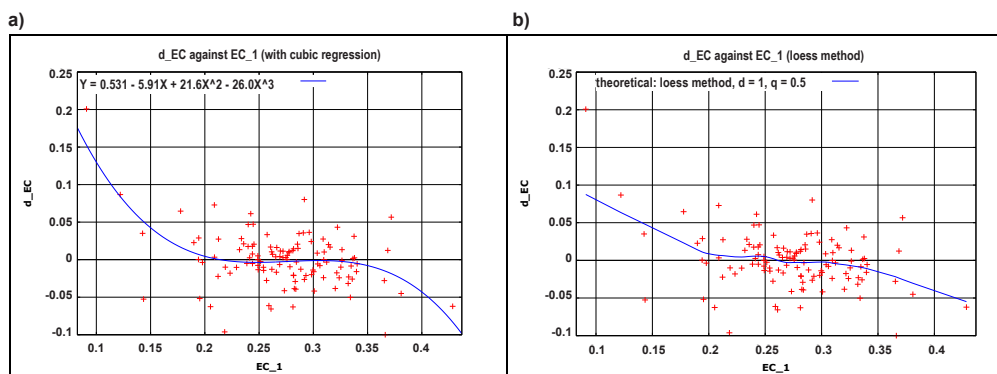 a)
d_EC against EC_1 (with cubic regression)
Y = 0.531 - 5.91X + 21.6X^2 - 26.0X^3
0.25
0.2
0.15
0.1
0.05
0
-0.05
-0.1
d_EC
0.1 0.15 0.2 0.25 0.3 0.35 0.4
EC_1
b)
d_EC against EC_1 (loess method)
theoretical: loess method, d = 1, q = 0.5
0.25
0.2
0.15
0.1
0.05
0
-0.05
-0.1
d_EC
0.1 0.15 0.2 0.25 0.3 0.35 0.4
EC_1